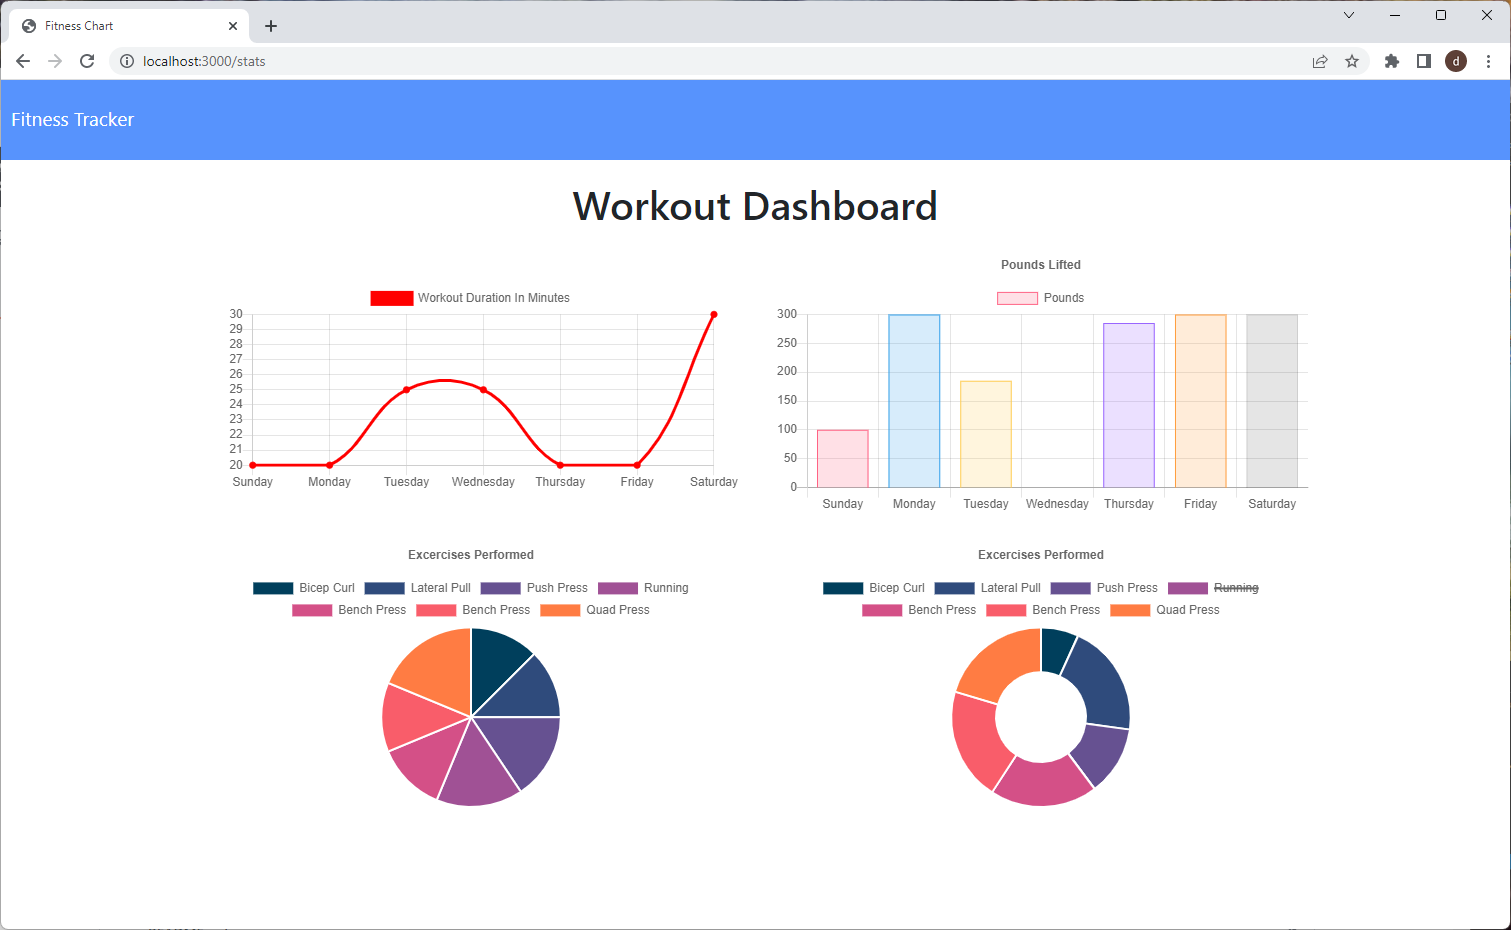 Fitness Chart
localhost:3000/stats
d
Fitness Tracker
Workout Dashboard
Workout Duration In Minutes
30
29
28
27
26
25
24
23
22
21
20
Sunday Monday Tuesday Wednesday Thursday Friday Saturday
Pounds Lifted
Pounds
300
250
200
150
100
50
0
Sunday Monday Tuesday Wednesday Thursday Friday Saturday
Excercises Performed
Bicep Curl Lateral Pull Push Press Running
Bench Press Bench Press Quad Press
Excercises Performed
Bicep Curl Lateral Pull Push Press Running
Bench Press Bench Press Quad Press